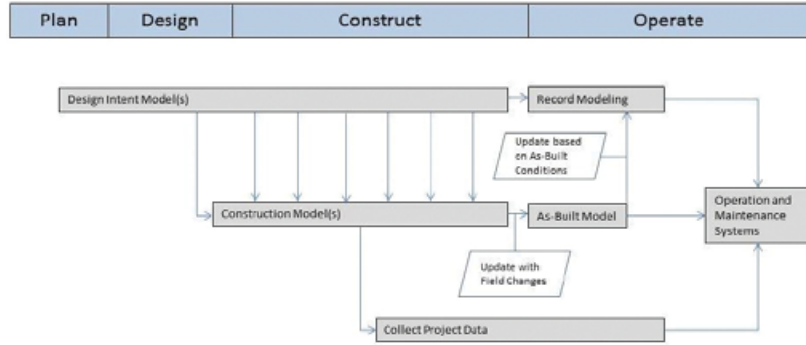 Plan
Design
Construct
Operate
Design Intent Model(s)
Record Modeling
Update based
on As-Built
Conditions
Construction Model(s)
As-Built Model
Operation and
Maintenance
Systems
Update with
Field Changes
Collect Project Data